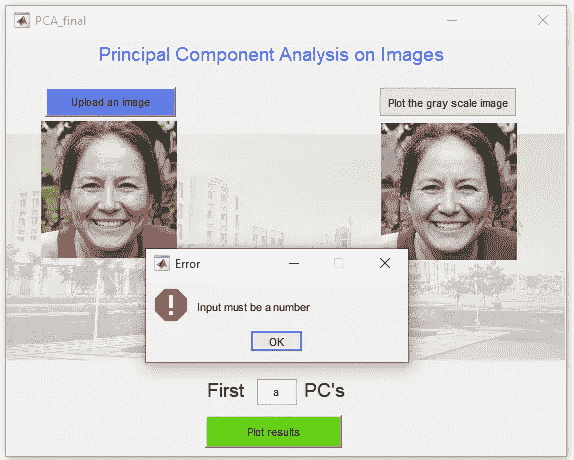 PCA_final
Principal Component Analysis on Images
Upload an image
Plot the gray scale image
Error
Input must be a number
OK
First a PC's
Plot results